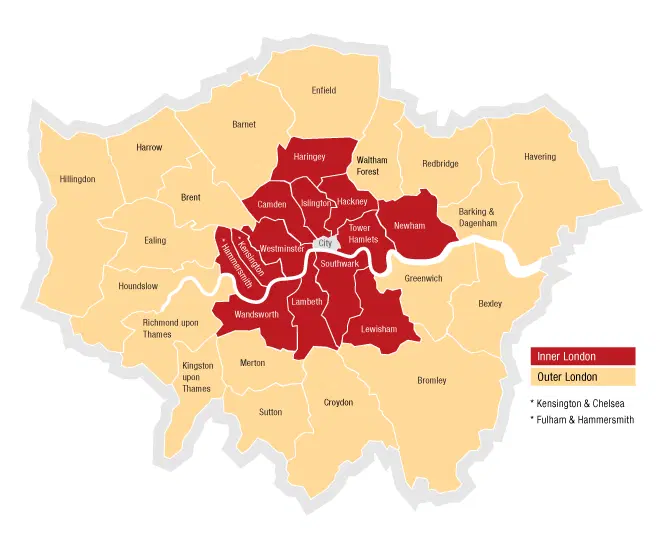 Enfield
Barnet
Harrow
Haringey
Waltham
Forest
Redbridge
Havering
Hillingdon
Brent
Camden
Islington
Hackney
Newham
Barking &
Dagenham
Ealing
Westminster
City
Tower
Hamlets
* Kensington
* Hammersmith
Southwark
Greenwich
Hounslow
Bexley
Richmond upon
Thames
Wandsworth
Lambeth
Lewisham
Kingston
upon
Thames
Merton
Bromley
Sutton
Croydon
Inner London
Outer London
* Kensington & Chelsea
* Fulham & Hammersmith